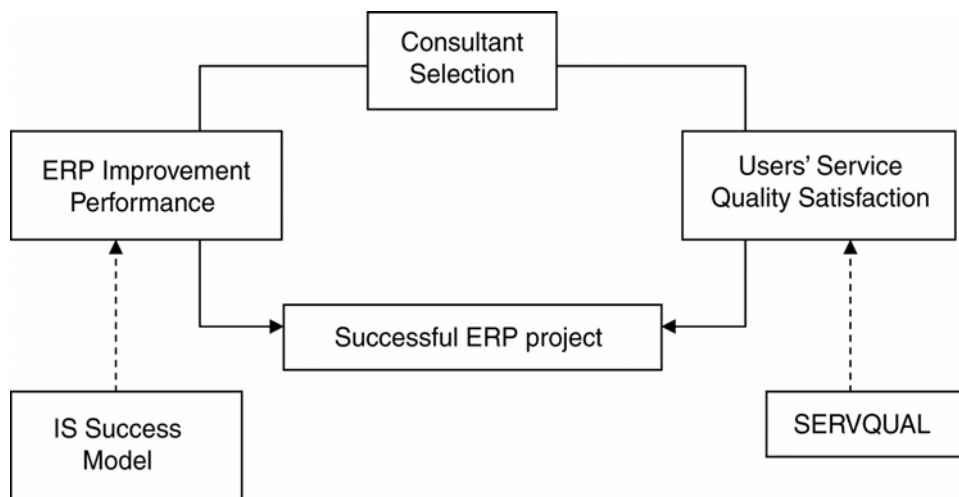 Consultant
Selection
ERP Improvement
Performance
Users’ Service
Quality Satisfaction
Successful ERP project
IS Success
Model
SERVQUAL